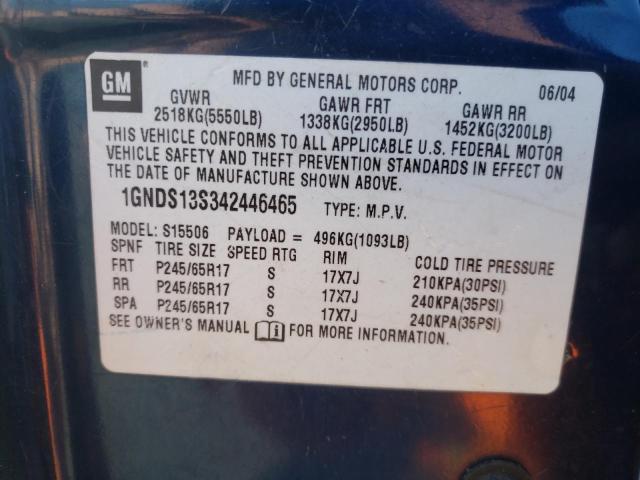 GM MFD BY GENERAL MOTORS CORP. 06/04
GVWR GAWR FRT GAWR RR
2518KG(5550LB) 1338KG(2950LB) 1452KG(3200LB)
THIS VEHICLE CONFORMS TO ALL APPLICABLE U.S. FEDERAL MOTOR
VEHICLE SAFETY AND THEFT PREVENTION STANDARDS IN EFFECT ON
THE DATE OF MANUFACTURE SHOWN ABOVE.
1GNDS13S342446465 TYPE: M.P.V.
MODEL: S15506 PAYLOAD = 496KG(1093LB)
SPNF TIRE SIZE SPEED RTG RIM COLD TIRE PRESSURE
FRT P245/65R17 S 17X7J 210KPA(30PSI)
RR P245/65R17 S 17X7J 240KPA(35PSI)
SPA P245/65R17 S 17X7J 240KPA(35PSI)
SEE OWNER'S MANUAL FOR MORE INFORMATION.